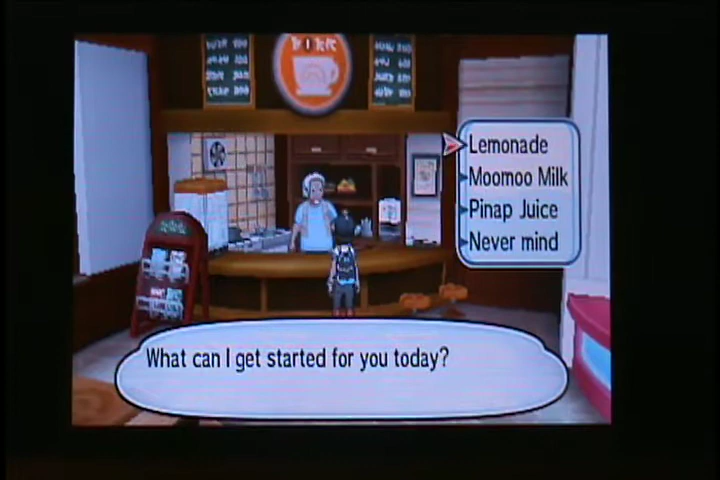 Lemonade
Moomoo Milk
Pinap Juice
Never mind
What can I get started for you today?